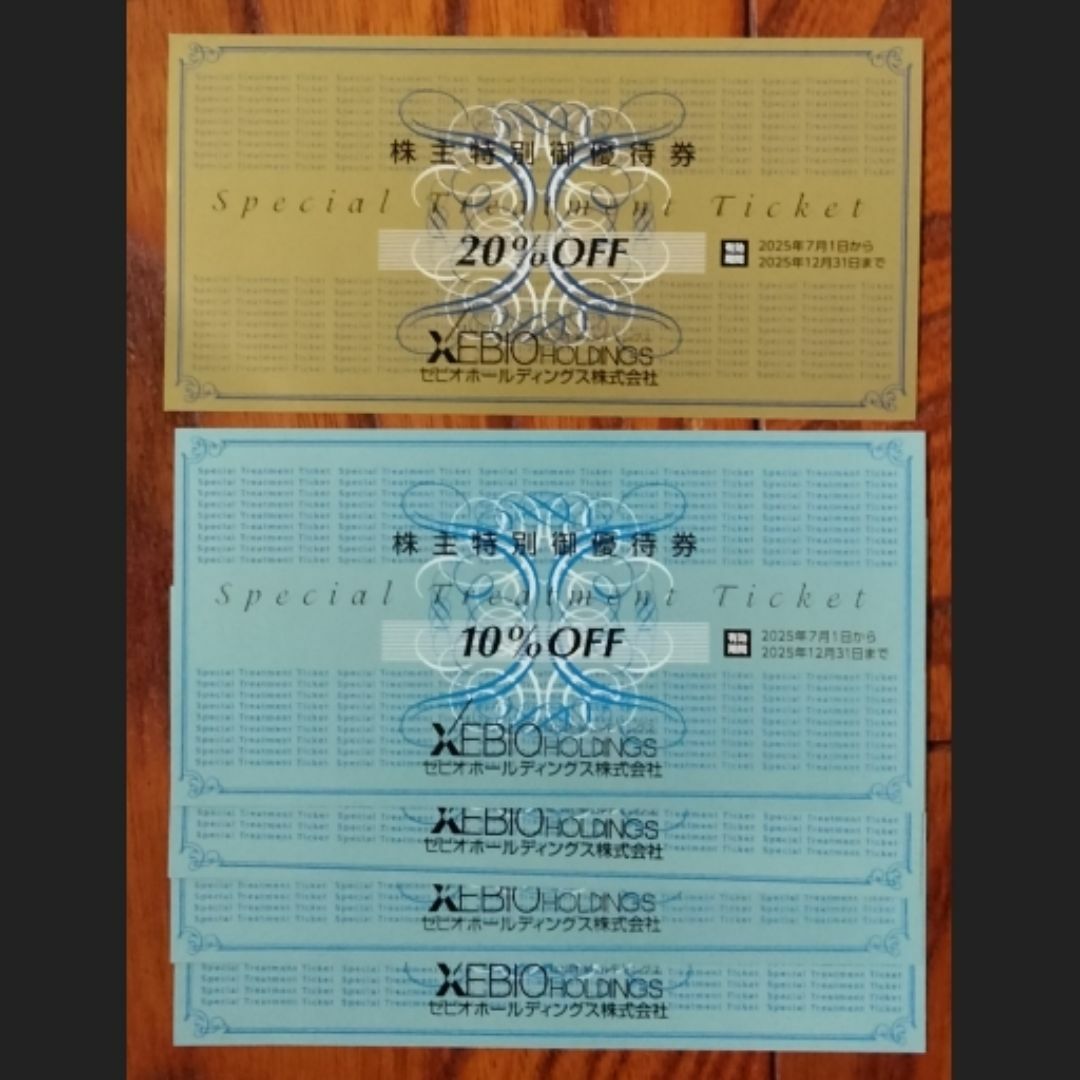 株主特別御優待券
Special Treatment Ticket
20%OFF
有効期間
2025年7月1日から
2025年12月31日まで
XEBIO HOLDINGS
ゼビオホールディングス株式会社
株主特別御優待券
Special Treatment Ticket
10%OFF
有効期間
2025年7月1日から
2025年12月31日まで
XEBIO HOLDINGS
ゼビオホールディングス株式会社
XEBIO HOLDINGS
ゼビオホールディングス株式会社
XEBIO HOLDINGS
ゼビオホールディングス株式会社
XEBIO HOLDINGS
ゼビオホールディングス株式会社